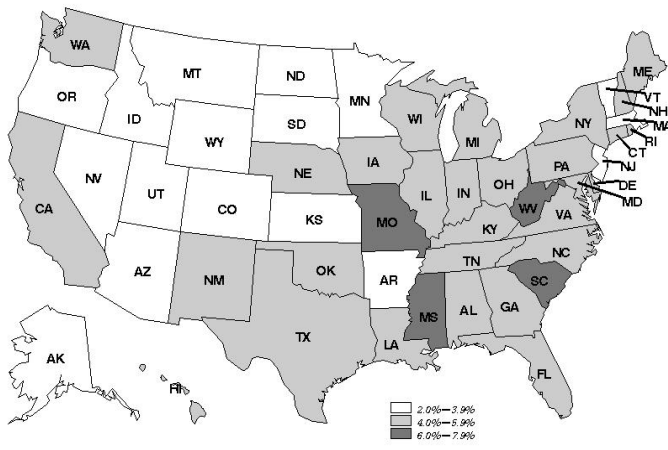 WA
MT
ND
MN
ME
VT
NH
MA
RI
CT
NJ
DE
MD
OR
ID
WY
SD
WI
MI
NY
PA
NE
IA
NV
UT
CO
KS
MO
IL
IN
OH
WV
VA
KY
CA
AZ
NM
OK
AR
TN
NC
SC
TX
LA
MS
AL
GA
FL
AK
HI
2.0%—3.9%
4.0%—5.9%
6.0%—7.9%